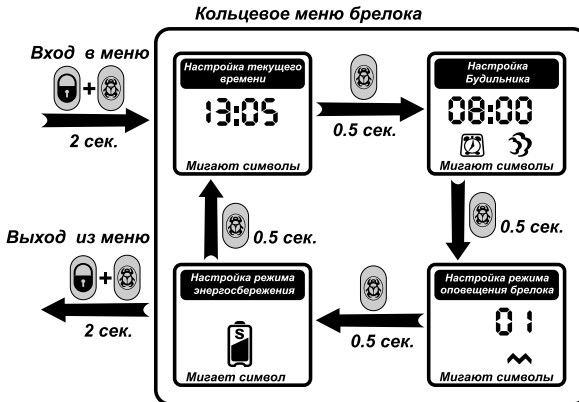 Кольцевое меню брелока
Вход в меню
+
2 сек.
Настройка текущего
времени
13:05
Мигают символы
0.5 сек.
Настройка
Будильника
08:00
Мигают символы
0.5 сек.
Настройка режима
оповещения брелока
01
Мигают символы
0.5 сек.
Настройка режима
энергосбережения
S
Мигает символ
0.5 сек.
Выход из меню
+
2 сек.